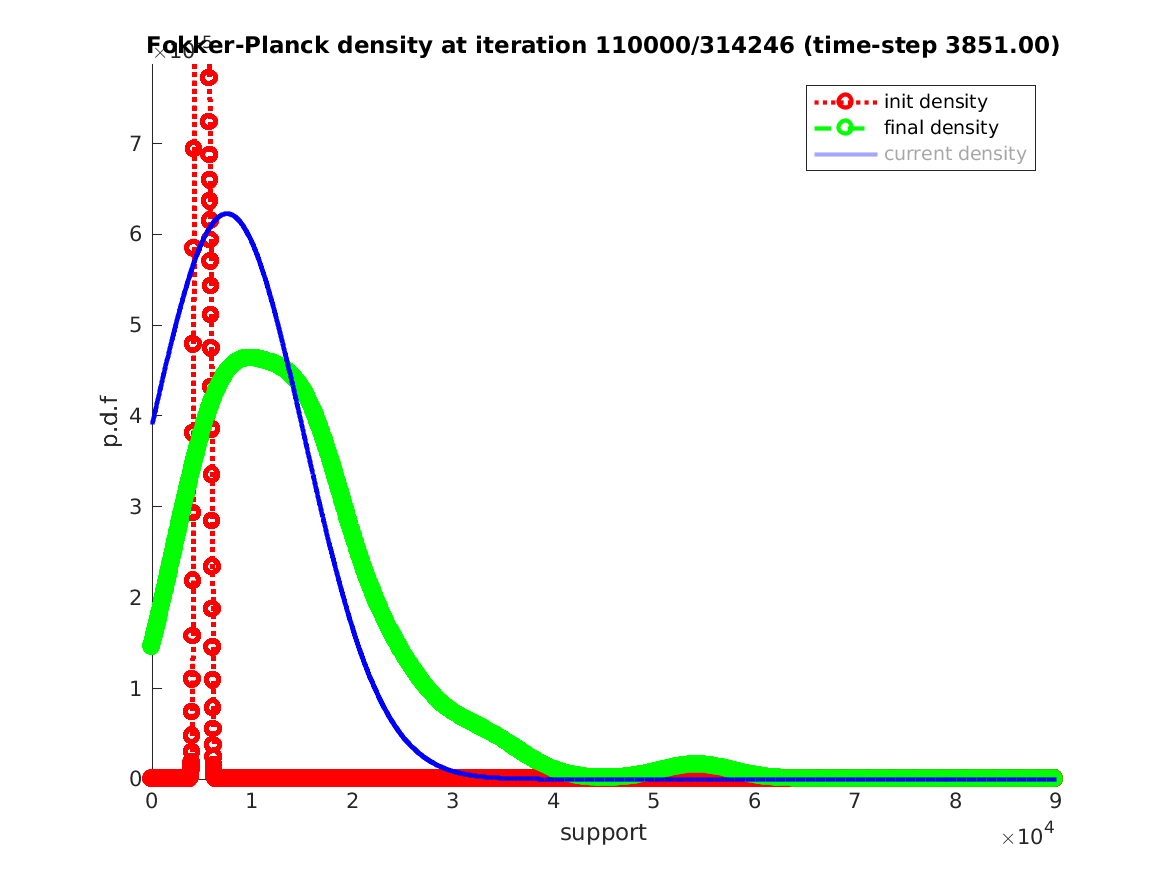 Fokker-Planck density at iteration 110000/314246 (time-step 3851.00)
init density
final density
current density
7
6
5
4
3
2
1
0
p.d.f
0 1 2 3 4 5 6 7 8 9
support
×10^4